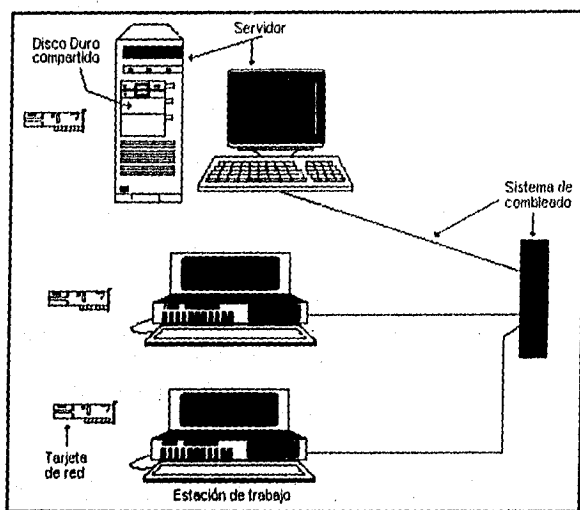 Servidor
Disco Duro
compartido
Sistema de
combleado
Tarjeta
de red
Estación de trabajo